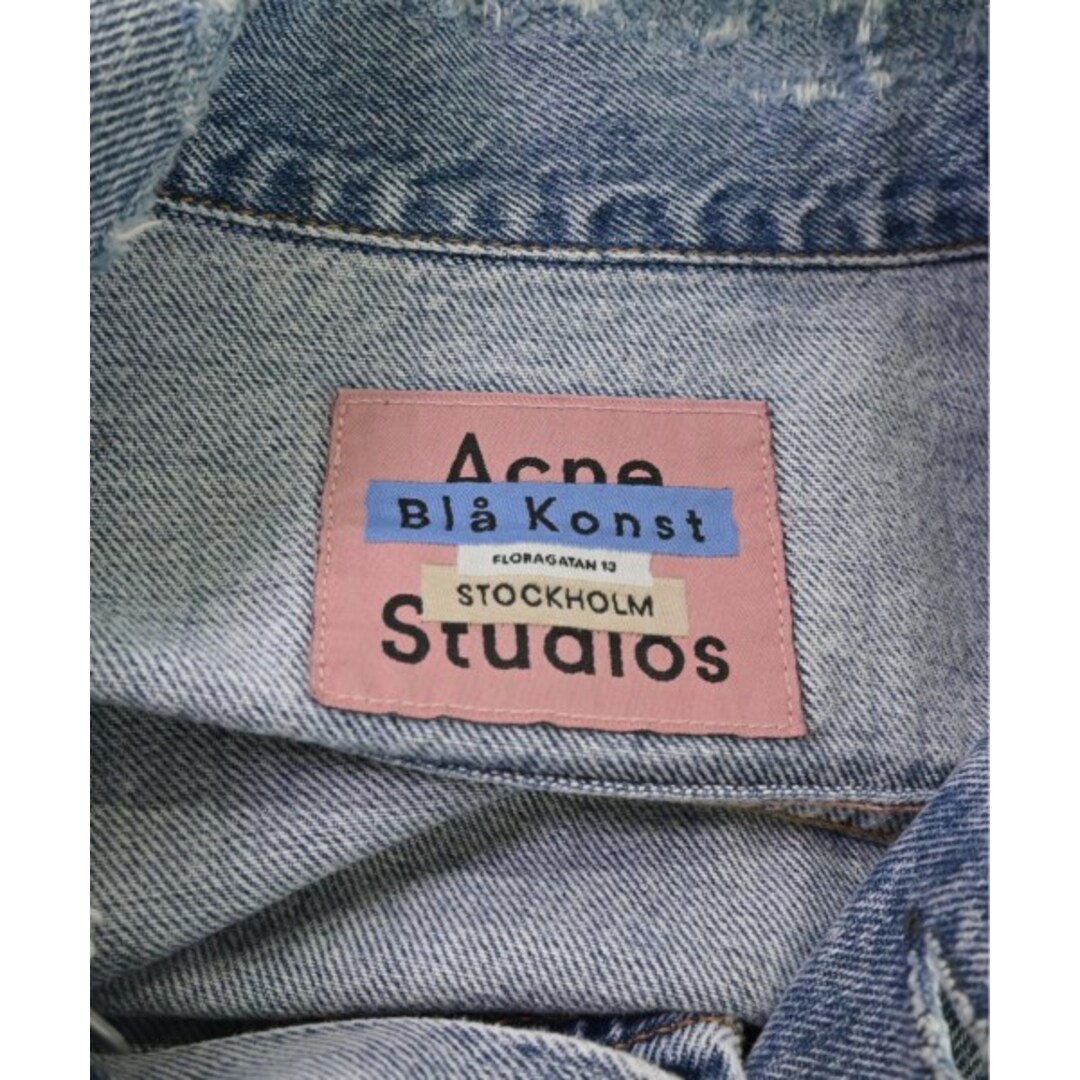 Acne
Blå Konst
FLORAGATAN 13
STOCKHOLM
Studios